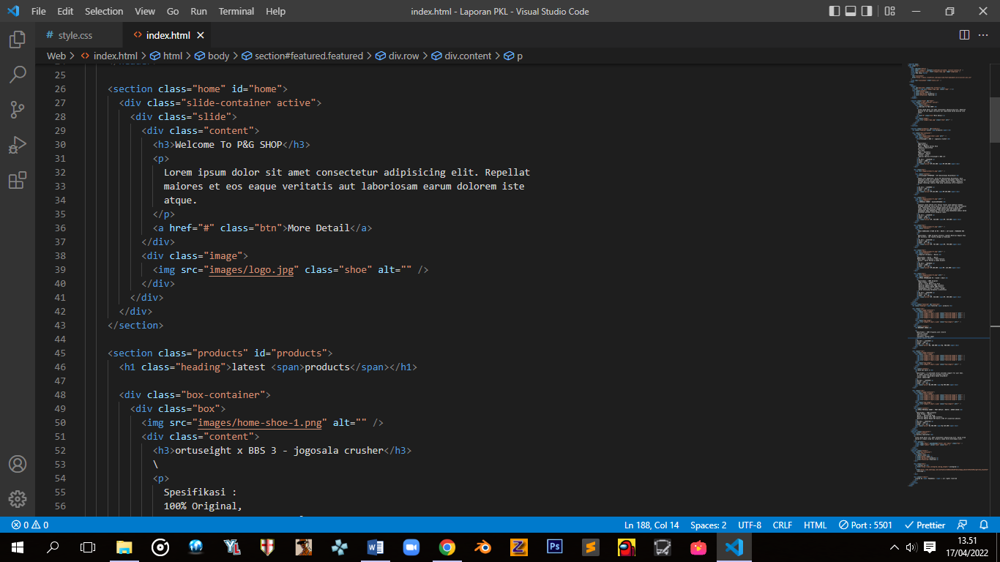 File Edit Selection View Go Run Terminal Help index.html - Laporan PKL - Visual Studio Code
# style.css <> index.html
Web > <> index.html > html > body > section#featured.featured > div.row > div.content > p
25
26 <section class="home" id="home">
27 <div class="slide-container active">
28 <div class="slide">
29 <div class="content">
30 <h3>Welcome To P&G SHOP</h3>
31 <p>
32 Lorem ipsum dolor sit amet consectetur adipisicing elit. Repellat
33 maiores et eos eaque veritatis aut laboriosam earum dolorem iste
34 atque.
35 </p>
36 <a href="#" class="btn">More Detail</a>
37 </div>
38 <div class="image">
39 <img src="images/logo.jpg" class="shoe" alt="" />
40 </div>
41 </div>
42 </div>
43 </section>
44
45 <section class="products" id="products">
46 <h1 class="heading">latest <span>products</span></h1>
47
48 <div class="box-container">
49 <div class="box">
50 <img src="images/home-shoe-1.png" alt="" />
51 <div class="content">
52 <h3>ortuseight x BBS 3 - jogosala crusher</h3>
53 \
54 <p>
55 Spesifikasi :
56 100% Original,
0 0 Ln 188, Col 14 Spaces: 2 UTF-8 CRLF HTML Port : 5501 Prettier
13.51
17/04/2022